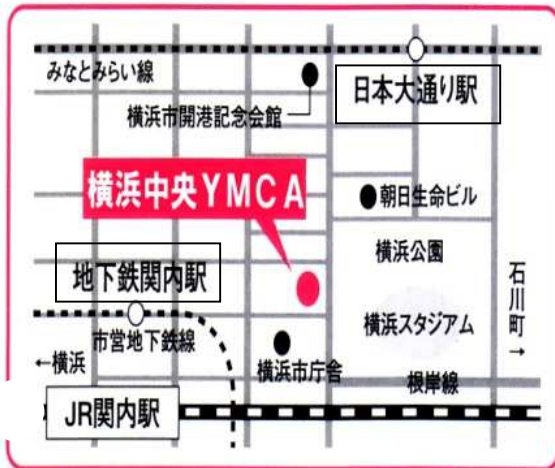 みなとみらい線
日本大通り駅
横浜市開港記念会館
横浜中央YMCA
朝日生命ビル
横浜公園
地下鉄関内駅
石川町→
市営地下鉄線
横浜スタジアム
←横浜
横浜市庁舎
根岸線
JR関内駅